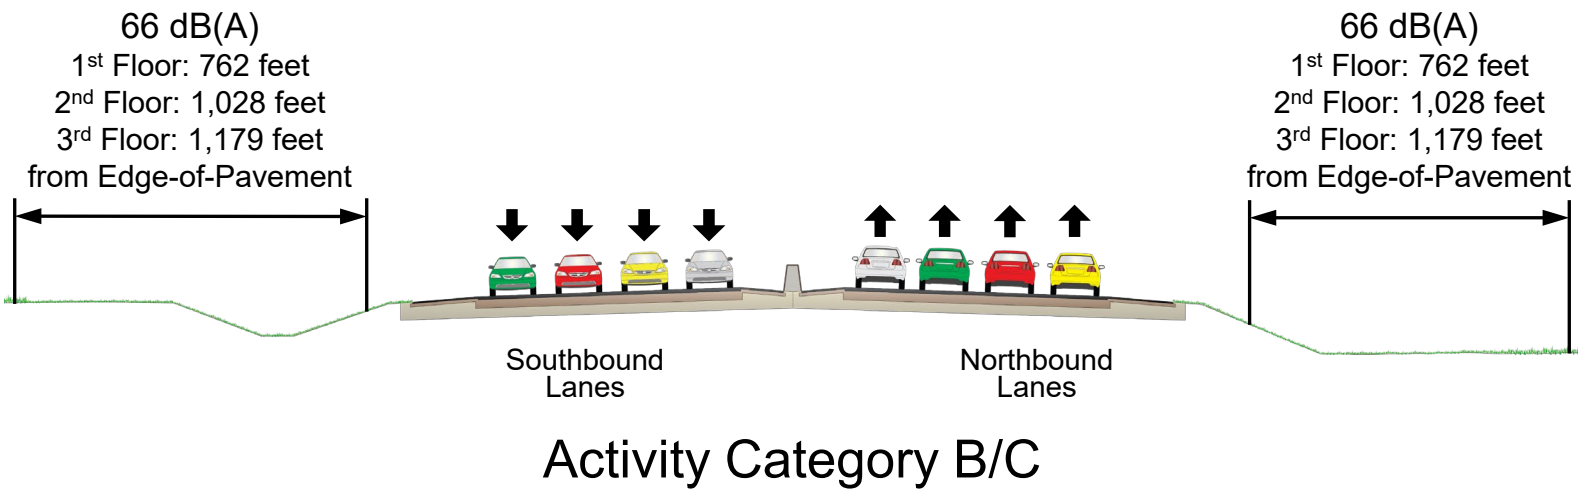 66 dB(A)
1st Floor: 762 feet
2nd Floor: 1,028 feet
3rd Floor: 1,179 feet
from Edge-of-Pavement
66 dB(A)
1st Floor: 762 feet
2nd Floor: 1,028 feet
3rd Floor: 1,179 feet
from Edge-of-Pavement
Southbound
Lanes
Northbound
Lanes
Activity Category B/C